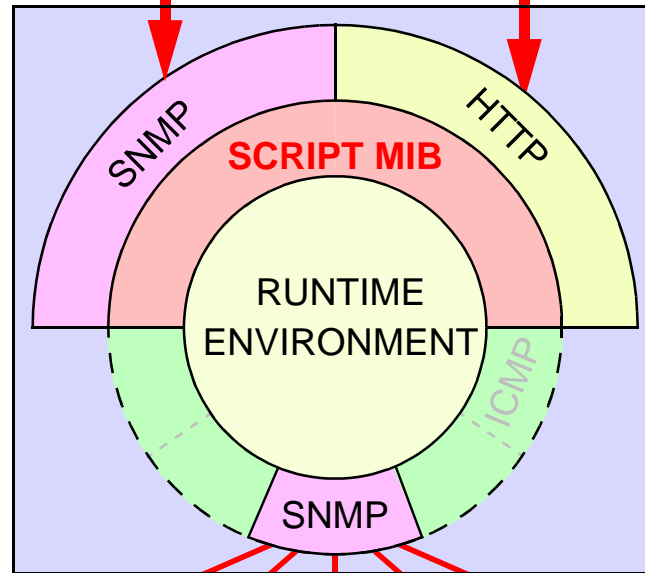 SNMP
HTTP
SCRIPT MIB
RUNTIME
ENVIRONMENT
ICMP
SNMP